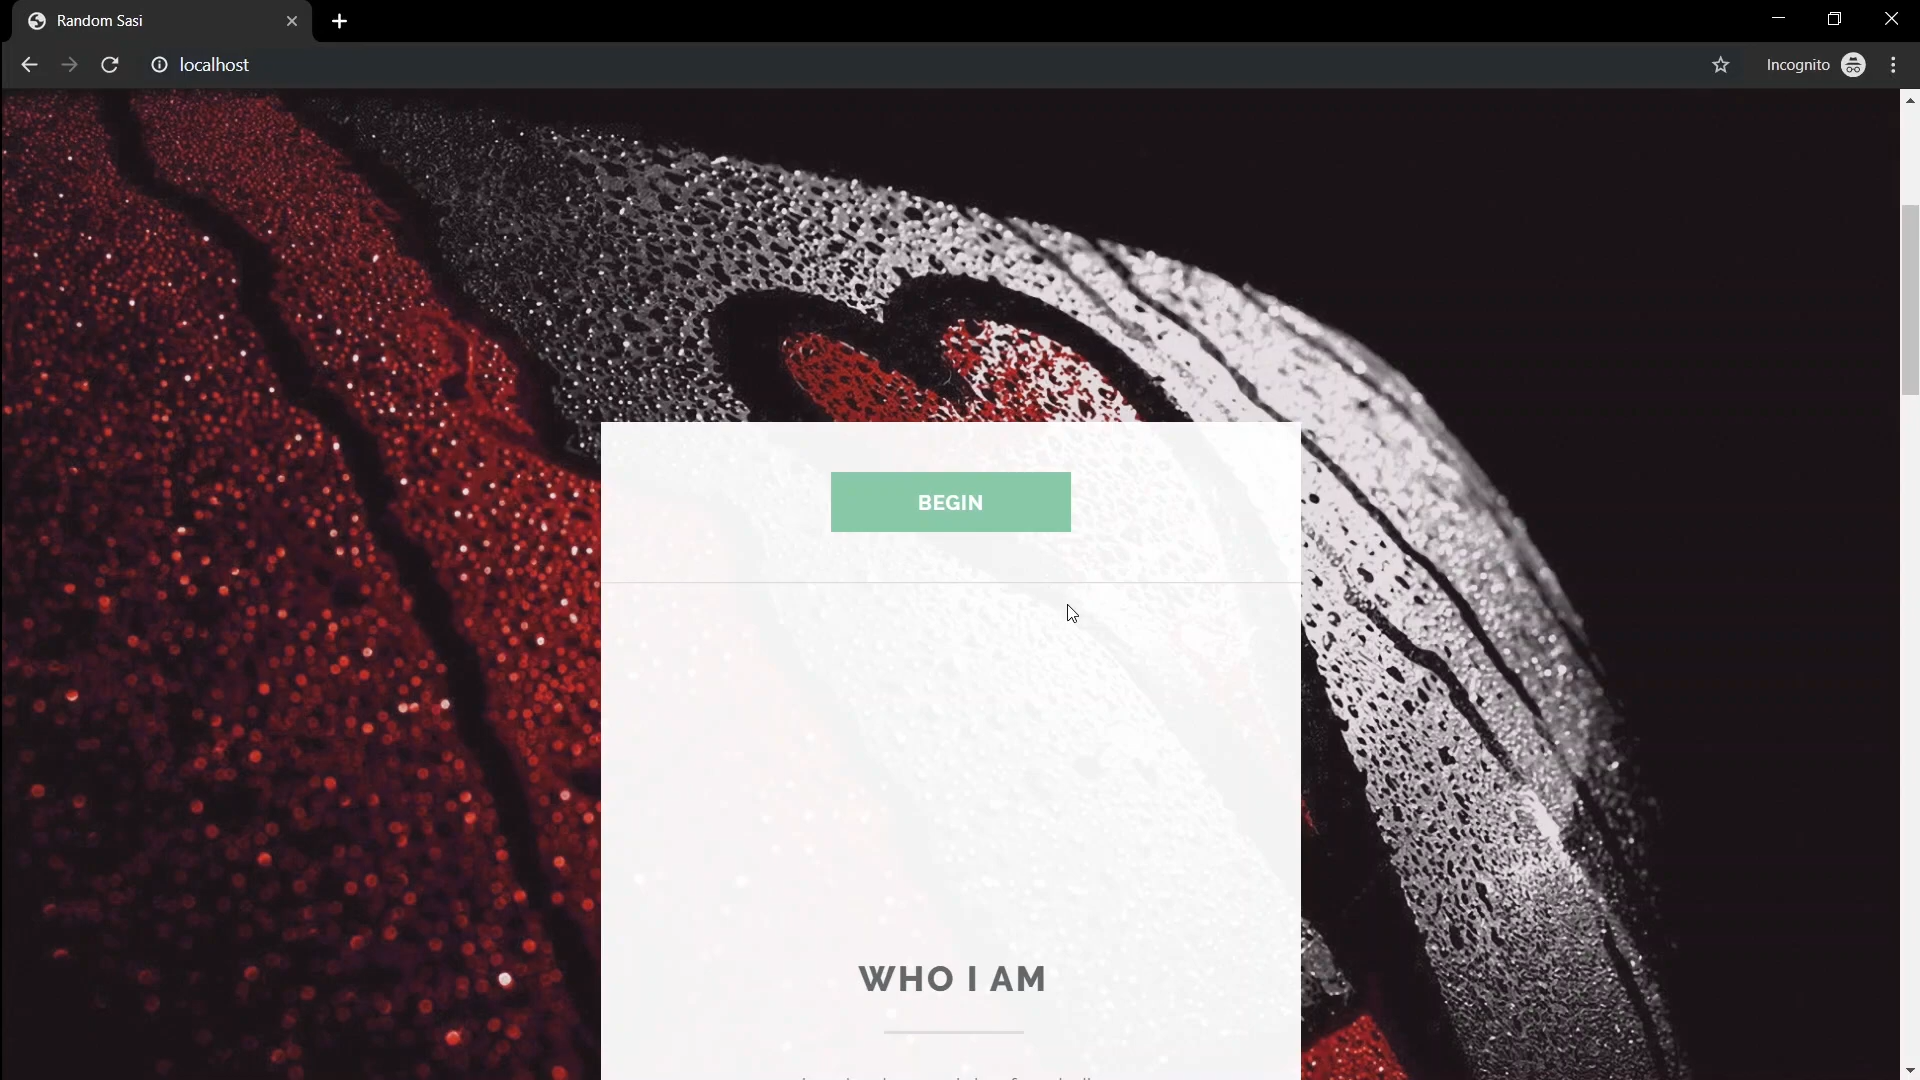 Random Sasi
localhost
Incognito
BEGIN
WHO I AM